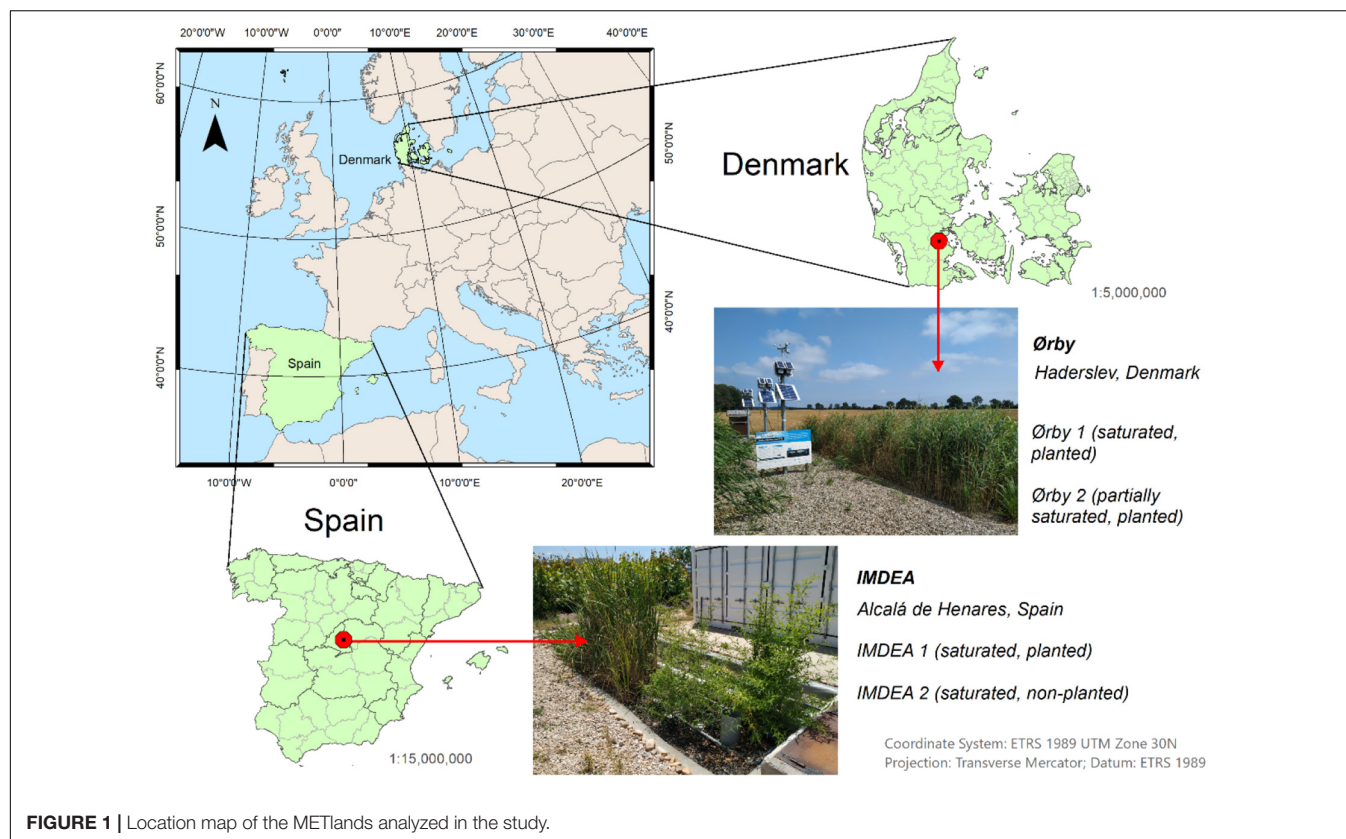 20°0'0"W 10°0'0"W 0°0'0" 10°0'0"E 20°0'0"E 30°0'0"E 40°0'0"E
60°0'0"N
50°0'0"N
40°0'0"N
N
Denmark
Spain
50°0'0"N
40°0'0"N
10°0'0"W 0°0'0" 10°0'0"E 20°0'0"E
Denmark
1:5,000,000
Ørby
Haderslev, Denmark
Ørby 1 (saturated,
planted)
Ørby 2 (partially
saturated, planted)
Spain
1:15,000,000
IMDEA
Alcalá de Henares, Spain
IMDEA 1 (saturated, planted)
IMDEA 2 (saturated, non-planted)
Coordinate System: ETRS 1989 UTM Zone 30N
Projection: Transverse Mercator; Datum: ETRS 1989
FIGURE 1 | Location map of the METlands analyzed in the study.